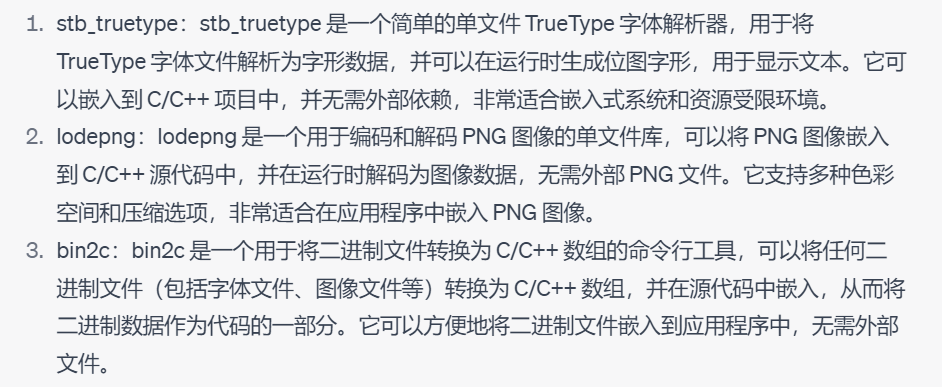 1. stb_truetype：stb_truetype 是一个简单的单文件 TrueType 字体解析器，用于将
TrueType 字体文件解析为字形数据，并可以在运行时生成位图字形，用于显示文本。它可
以嵌入到 C/C++ 项目中，并无需外部依赖，非常适合嵌入式系统和资源受限环境。
2. lodepng：lodepng 是一个用于编码和解码 PNG 图像的单文件库，可以将 PNG 图像嵌入
到 C/C++ 源代码中，并在运行时解码为图像数据，无需外部 PNG 文件。它支持多种色彩
空间和压缩选项，非常适合在应用程序中嵌入 PNG 图像。
3. bin2c：bin2c 是一个用于将二进制文件转换为 C/C++ 数组的命令行工具，可以将任何二
进制文件（包括字体文件、图像文件等）转换为 C/C++ 数组，并在源代码中嵌入，从而将
二进制数据作为代码的一部分。它可以方便地将二进制文件嵌入到应用程序中，无需外部
文件。